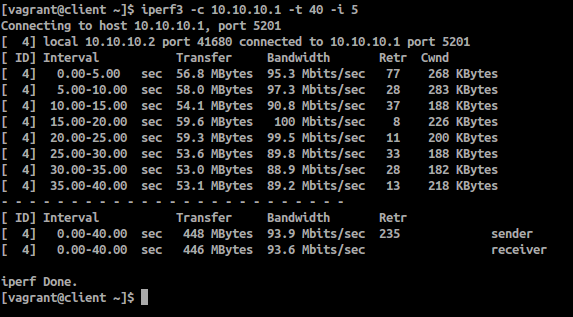 [vagrant@client ~]$ iperf3 -c 10.10.10.1 -t 40 -i 5
Connecting to host 10.10.10.1, port 5201
[  4] local 10.10.10.2 port 41680 connected to 10.10.10.1 port 5201
[ ID] Interval           Transfer     Bandwidth       Retr  Cwnd
[  4]   0.00-5.00   sec  56.8 MBytes  95.3 Mbits/sec   77    268 KBytes
[  4]   5.00-10.00  sec  58.0 MBytes  97.3 Mbits/sec   28    283 KBytes
[  4]  10.00-15.00  sec  54.1 MBytes  90.8 Mbits/sec   37    188 KBytes
[  4]  15.00-20.00  sec  59.6 MBytes   100 Mbits/sec    8    226 KBytes
[  4]  20.00-25.00  sec  59.3 MBytes  99.5 Mbits/sec   11    200 KBytes
[  4]  25.00-30.00  sec  53.6 MBytes  89.8 Mbits/sec   33    188 KBytes
[  4]  30.00-35.00  sec  53.0 MBytes  88.9 Mbits/sec   28    182 KBytes
[  4]  35.00-40.00  sec  53.1 MBytes  89.2 Mbits/sec   13    218 KBytes
- - - - - - - - - - - - - - - - - - - - - - - - -
[ ID] Interval           Transfer     Bandwidth       Retr
[  4]   0.00-40.00  sec   448 MBytes  93.9 Mbits/sec  235             sender
[  4]   0.00-40.00  sec   446 MBytes  93.6 Mbits/sec                  receiver

iperf Done.
[vagrant@client ~]$